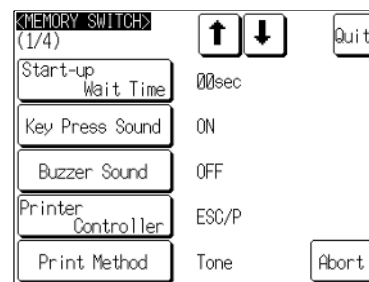 <MEMORY SWITCH>
(1/4)
Quit
Start-up
Wait Time
00sec
Key Press Sound
ON
Buzzer Sound
OFF
Printer
Controller
ESC/P
Print Method
Tone
Abort